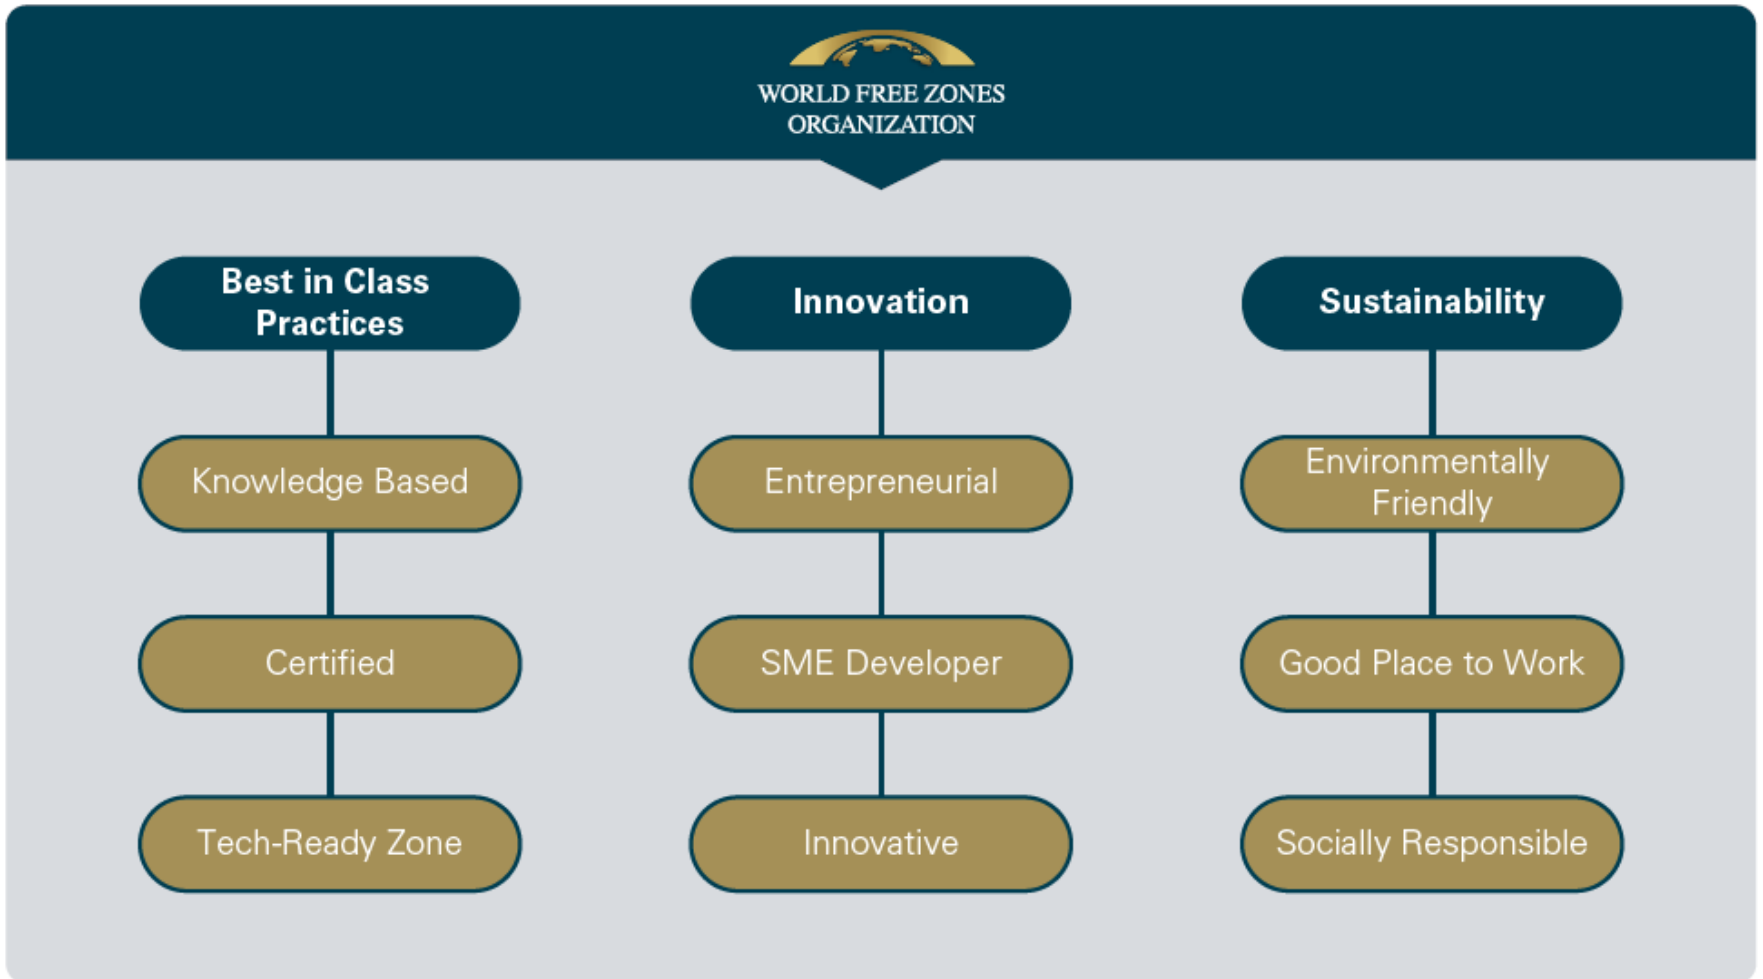 WORLD FREE ZONES
ORGANIZATION
Best in Class
Practices
Knowledge Based
Certified
Tech-Ready Zone
Innovation
Entrepreneurial
SME Developer
Innovative
Sustainability
Environmentally
Friendly
Good Place to Work
Socially Responsible